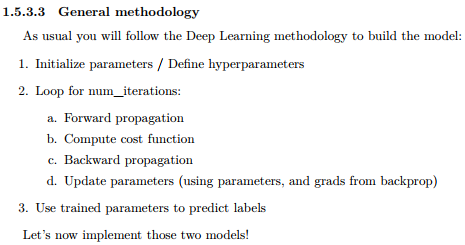 1.5.3.3 General methodology
As usual you will follow the Deep Learning methodology to build the model:
1. Initialize parameters / Define hyperparameters
2. Loop for num_iterations:
a. Forward propagation
b. Compute cost function
c. Backward propagation
d. Update parameters (using parameters, and grads from backprop)
3. Use trained parameters to predict labels
Let's now implement those two models!